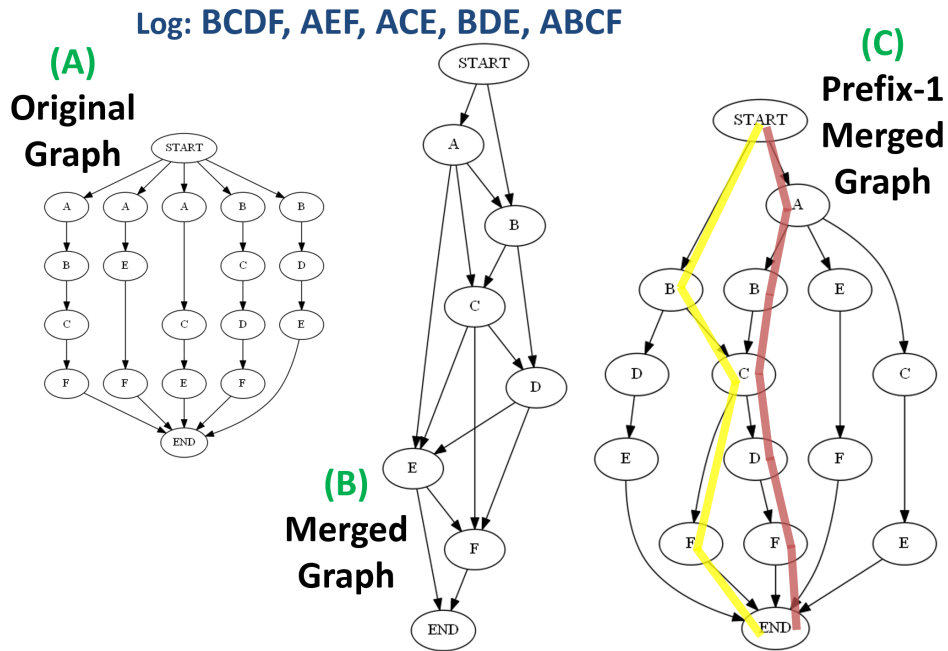 Log: BCDF, AEF, ACE, BDE, ABCF
(A)
Original
Graph
START
A A A B B
B E C D
C C D E
F F E F
END
START
A
B
C
D
E
F
END
(B)
Merged
Graph
(C)
Prefix-1
Merged
Graph
START
A
B B E
D C C
E D F
F F E
END